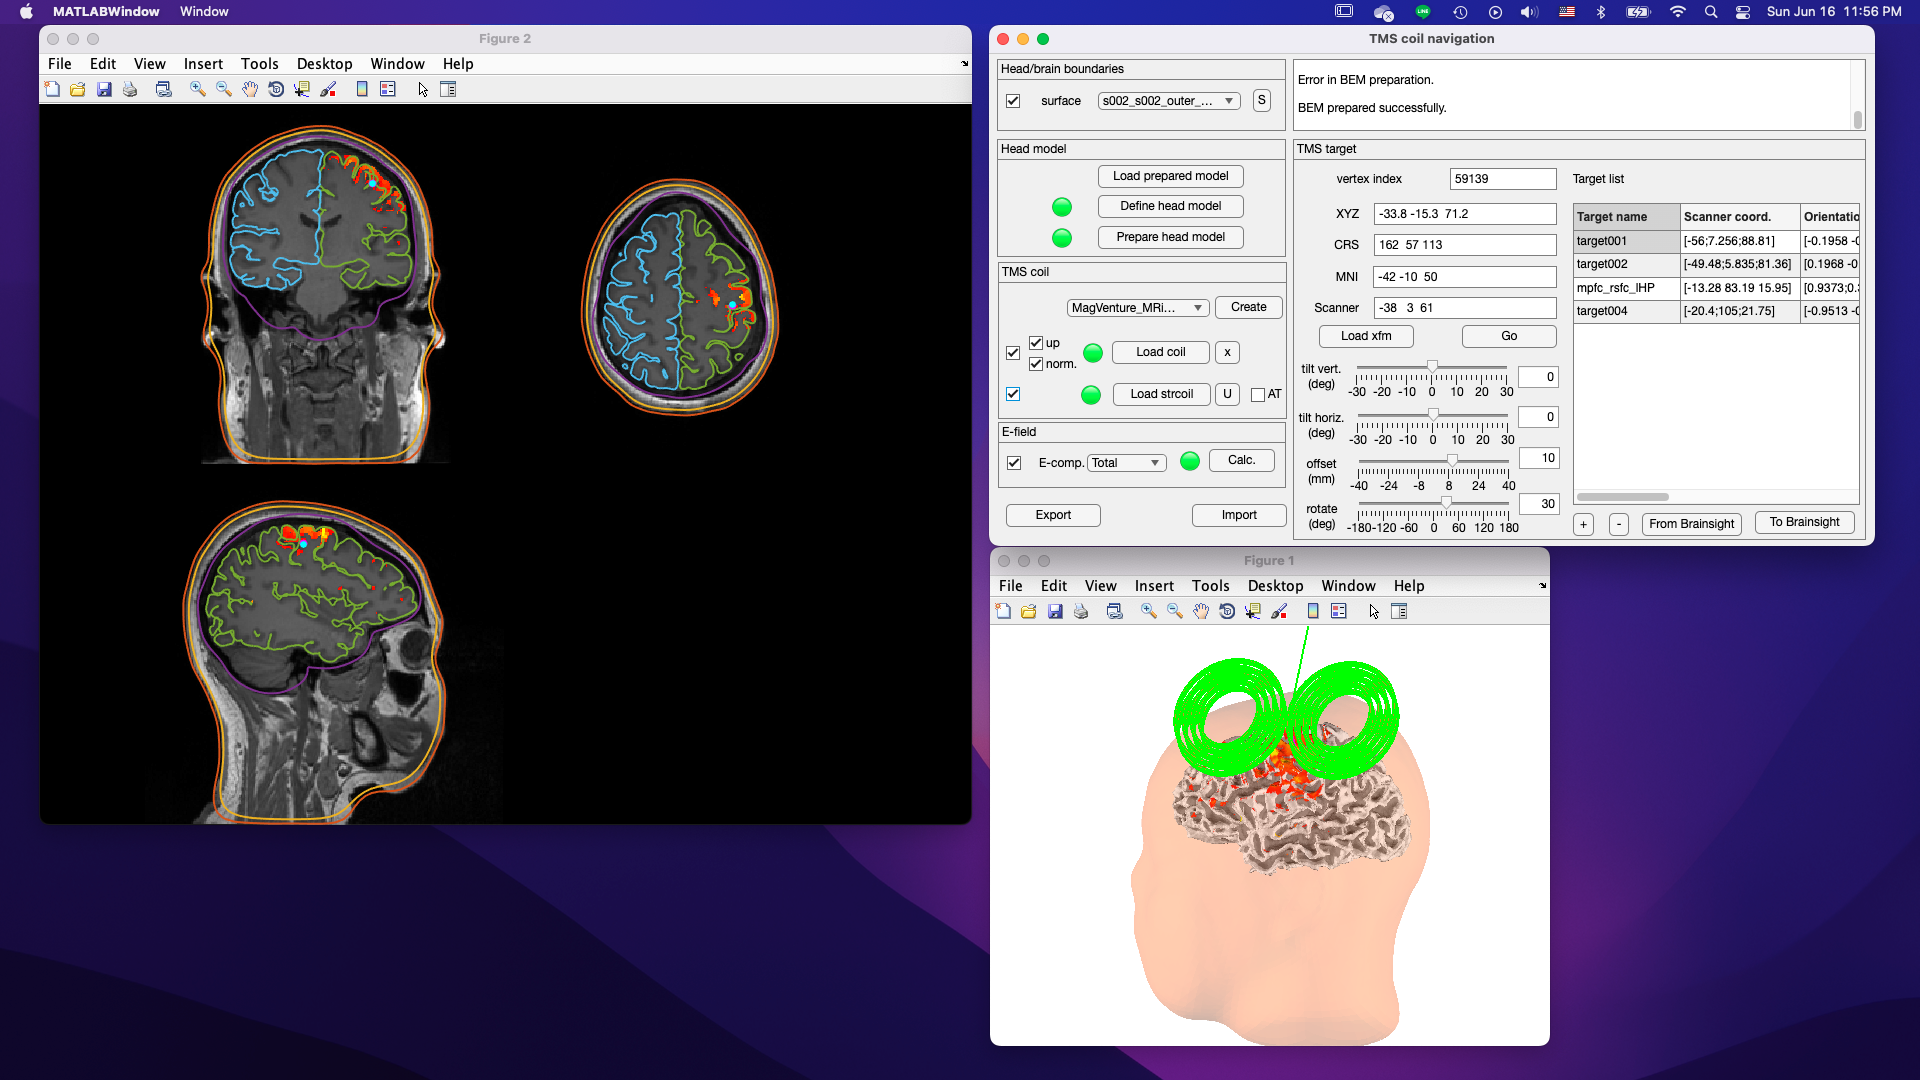 MATLABWindow Window
Sun Jun 16 11:56 PM
Figure 2
File Edit View Insert Tools Desktop Window Help
TMS coil navigation
Head/brain boundaries
surface s002_s002_outer_... S
Error in BEM preparation.
BEM prepared successfully.
Head model
Load prepared model
Define head model
Prepare head model
TMS coil
MagVenture_MRi... Create
up
norm.
Load coil x
Load strcoil U AT
E-field
E-comp. Total Calc.
Export Import
TMS target
vertex index 59139
XYZ -33.8 -15.3 71.2
CRS 162 57 113
MNI -42 -10 50
Scanner -38 3 61
Load xfm Go
tilt vert.
(deg)
-30 -20 -10 0 10 20 30
0
tilt horiz.
(deg)
-30 -20 -10 0 10 20 30
0
offset
(mm)
-40 -24 -8 8 24 40
10
rotate
(deg)
-180 -120 -60 0 60 120 180
30
Target list
Target name Scanner coord. Orientatio
target001 [-56;7.256;88.81] [-0.1958 -0
target002 [-49.48;5.835;81.36] [0.1968 -0
mpfc_rsfc_IHP [-13.28 83.19 15.95] [0.9373;0.
target004 [-20.4;105;21.75] [-0.9513 -0
+ - From Brainsight To Brainsight
Figure 1
File Edit View Insert Tools Desktop Window Help